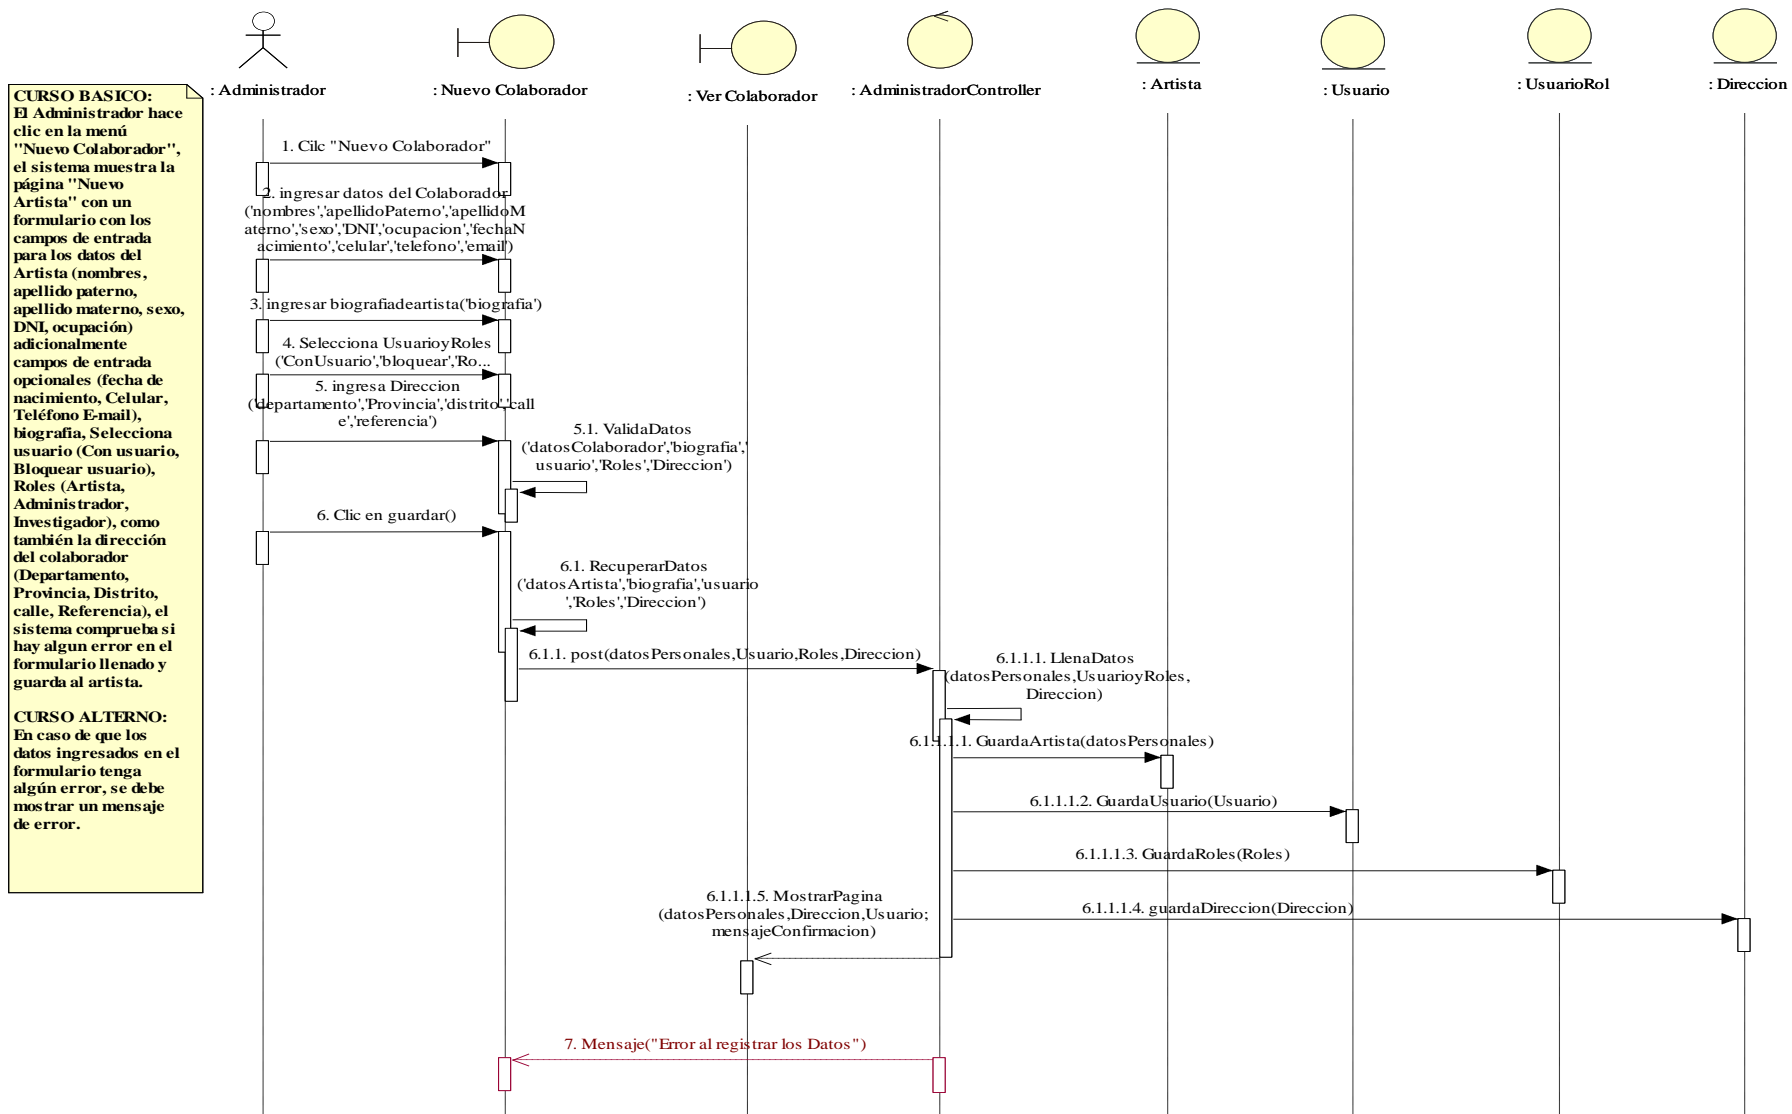 : Administrador
: Nuevo Colaborador
: Ver Colaborador
: AdministradorController
: Artista
: Usuario
: UsuarioRol
: Direccion
CURSO BASICO:
El Administrador hace
clic en la menú
"Nuevo Colaborador",
el sistema muestra la
página "Nuevo
Artista" con un
formulario con los
campos de entrada
para los datos del
Artista (nombres,
apellido paterno,
apellido materno, sexo,
DNI, ocupación)
adicionalmente
campos de entrada
opcionales (fecha de
nacimiento, Celular,
Teléfono E-mail),
biografia, Selecciona
usuario (Con usuario,
Bloquear usuario),
Roles (Artista,
Administrador,
Investigador), como
también la dirección
del colaborador
(Departamento,
Provincia, Distrito,
calle, Referencia), el
sistema comprueba si
hay algun error en el
formulario llenado y
guarda al artista.
CURSO ALTERNO:
En caso de que los
datos ingresados en el
formulario tenga
algún error, se debe
mostrar un mensaje
de error.
1. Cilc "Nuevo Colaborador"
2. ingresar datos del Colaborador
('nombres','apellidoPaterno','apellidoM
aterno','sexo','DNI','ocupacion','fechaN
acimiento','celular','telefono','email')
3. ingresar biografiadeartista('biografia')
4. Selecciona UsuarioyRoles
('ConUsuario','bloquear','Ro...
5. ingresa Direccion
('departamento','Provincia','distrito','call
e','referencia')
5.1. ValidaDatos
('datosColaborador','biografia','
usuario','Roles','Direccion')
6. Clic en guardar()
6.1. RecuperarDatos
('datosArtista','biografia','usuario
','Roles','Direccion')
6.1.1. post(datosPersonales,Usuario,Roles,Direccion)
6.1.1.1. LlenaDatos
(datosPersonales,UsuarioyRoles,
Direccion)
6.1.1.1.1. GuardaArtista(datosPersonales)
6.1.1.1.2. GuardaUsuario(Usuario)
6.1.1.1.3. GuardaRoles(Roles)
6.1.1.1.4. guardaDireccion(Direccion)
6.1.1.1.5. MostrarPagina
(datosPersonales,Direccion,Usuario;
mensajeConfirmacion)
7. Mensaje("Error al registrar los Datos")